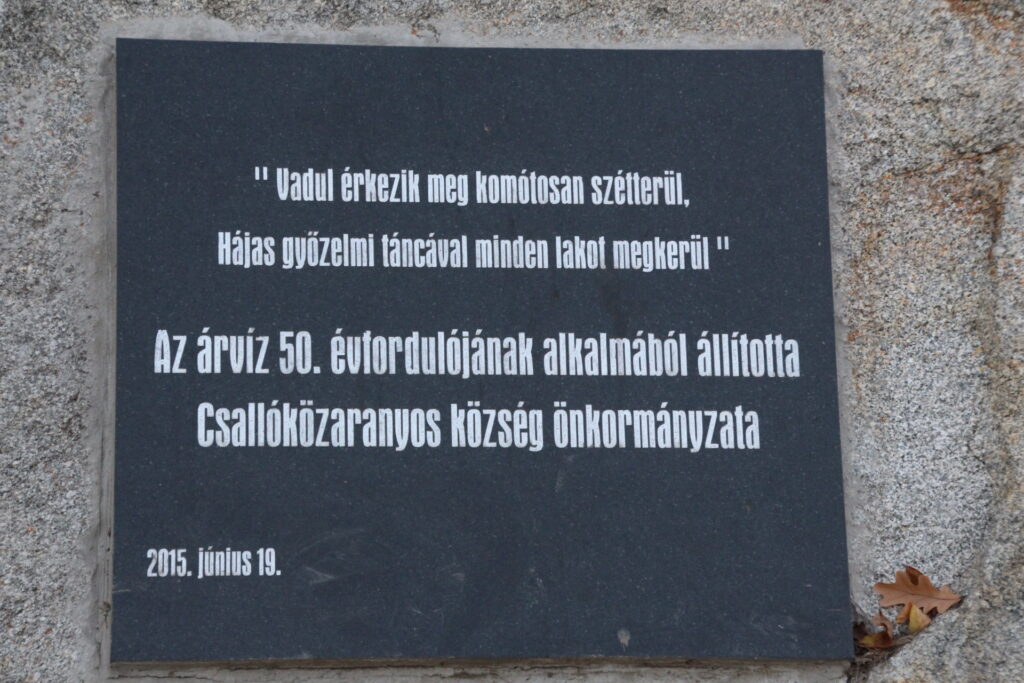 " Vadul érkezik meg komótosan szétterül,
Hájas győzelmi táncával minden lakot megkerül "
Az árvíz 50. évfordulójának alkalmából állította
Csallóközaranyos község önkormányzata
2015. június 19.